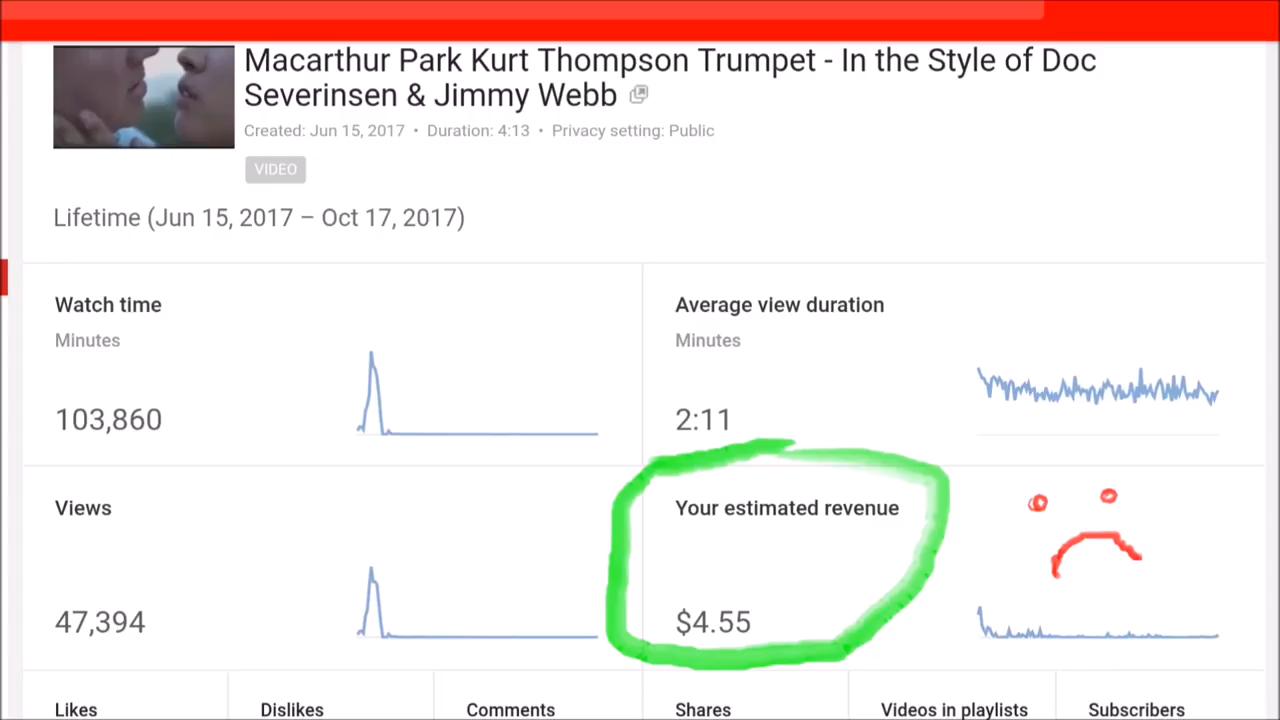 Macarthur Park Kurt Thompson Trumpet - In the Style of Doc
Severinsen & Jimmy Webb
Created: Jun 15, 2017 • Duration: 4:13 • Privacy setting: Public
VIDEO
Lifetime (Jun 15, 2017 – Oct 17, 2017)
Watch time
Minutes
103,860
Average view duration
Minutes
2:11
Views
47,394
Your estimated revenue
$4.55
Likes
Dislikes
Comments
Shares
Videos in playlists
Subscribers